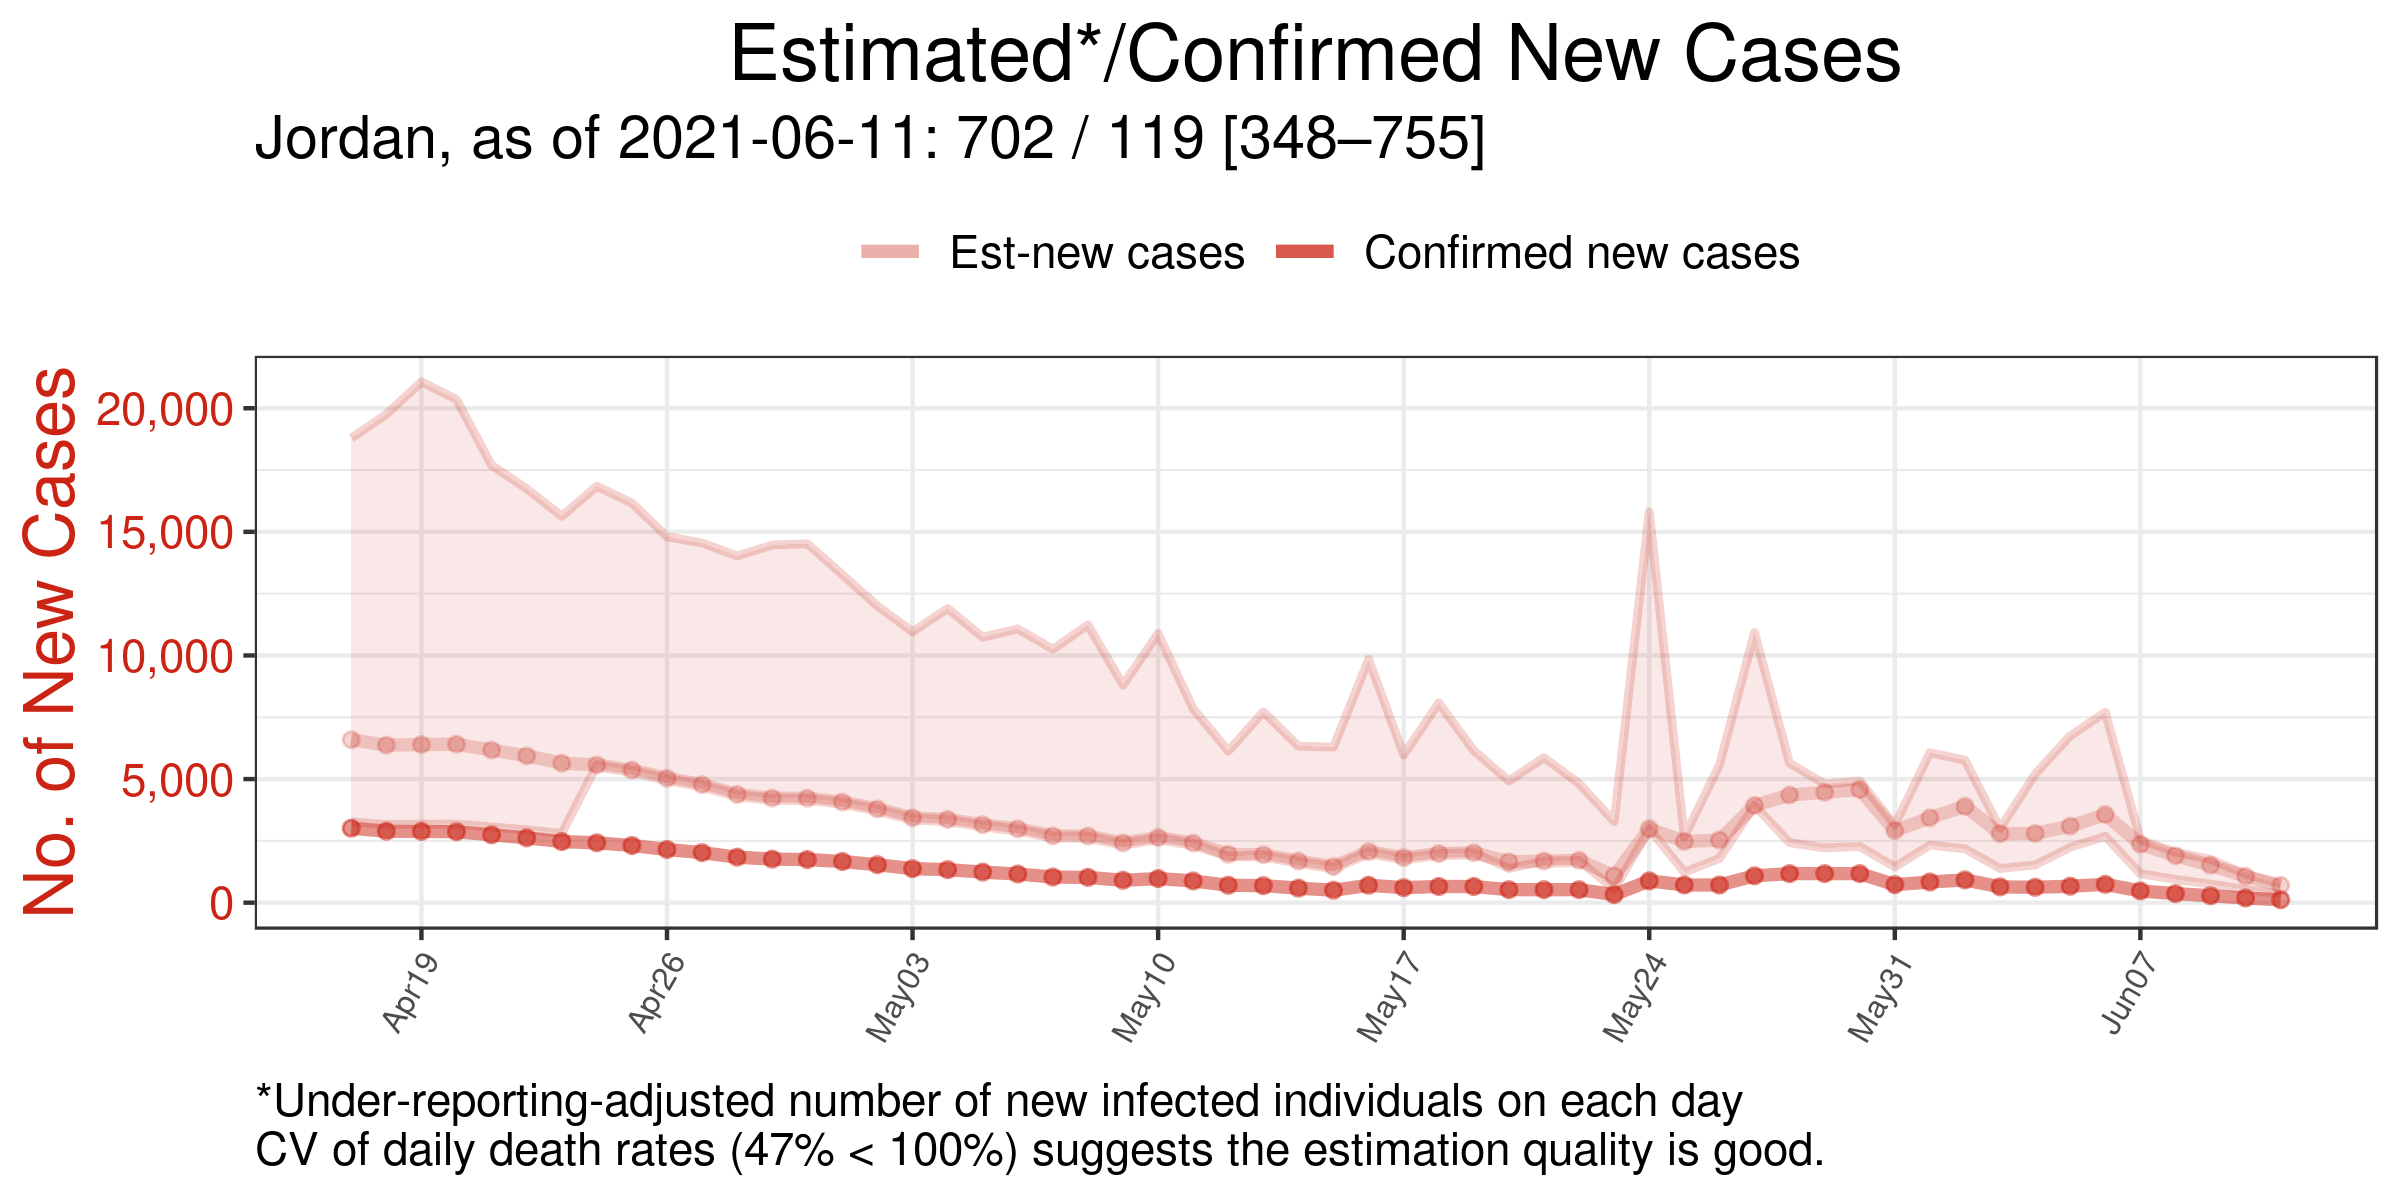 Estimated*/Confirmed New Cases
Jordan, as of 2021-06-11: 702 / 119 [348–755]
Est-new cases
Confirmed new cases
No. of New Cases
20,000
15,000
10,000
5,000
0
Apr19
Apr26
May03
May10
May17
May24
May31
Jun07
*Under-reporting-adjusted number of new infected individuals on each day
CV of daily death rates (47% < 100%) suggests the estimation quality is good.